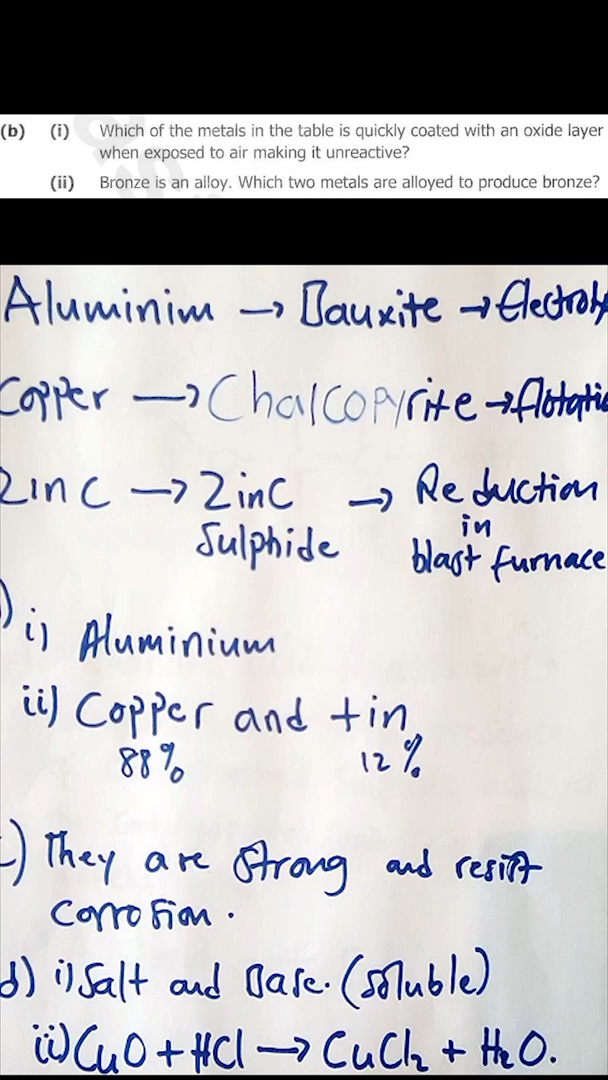 (b) (i) Which of the metals in the table is quickly coated with an oxide layer
when exposed to air making it unreactive?
(ii) Bronze is an alloy. Which two metals are alloyed to produce bronze?
Aluminim → Bauxite →
Copper → Chalcopyrite →
Zinc → Zinc → Reduction
Sulphide in
blast furnace
i) Aluminium
ii) Copper and tin
88% 12%
) They are strong and resist
corrosion.
d) i) Salt and Base. (soluble)
ii) CuO + HCl → CuCl₂ + H₂O.